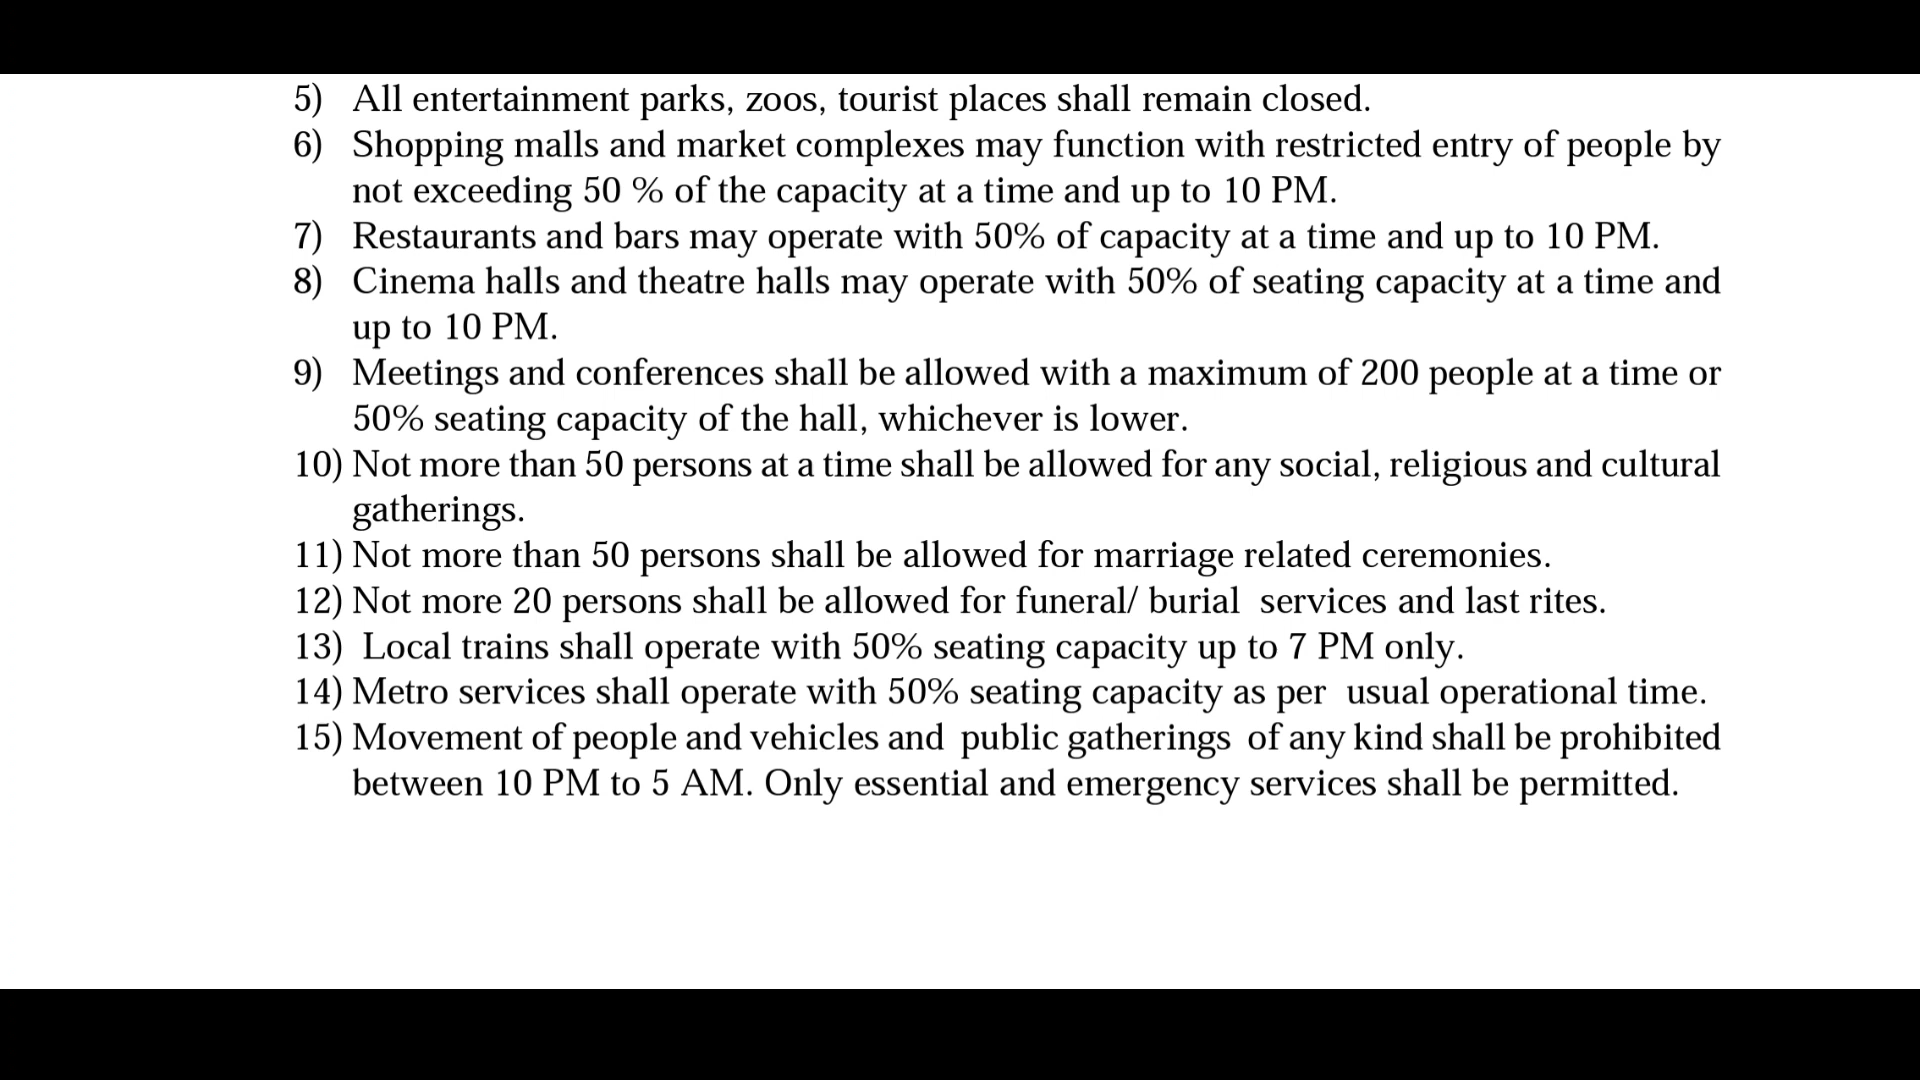 5) All entertainment parks, zoos, tourist places shall remain closed.
6) Shopping malls and market complexes may function with restricted entry of people by
not exceeding 50 % of the capacity at a time and up to 10 PM.
7) Restaurants and bars may operate with 50% of capacity at a time and up to 10 PM.
8) Cinema halls and theatre halls may operate with 50% of seating capacity at a time and
up to 10 PM.
9) Meetings and conferences shall be allowed with a maximum of 200 people at a time or
50% seating capacity of the hall, whichever is lower.
10) Not more than 50 persons at a time shall be allowed for any social, religious and cultural
gatherings.
11) Not more than 50 persons shall be allowed for marriage related ceremonies.
12) Not more 20 persons shall be allowed for funeral/ burial  services and last rites.
13)  Local trains shall operate with 50% seating capacity up to 7 PM only.
14) Metro services shall operate with 50% seating capacity as per  usual operational time.
15) Movement of people and vehicles and  public gatherings  of any kind shall be prohibited
between 10 PM to 5 AM. Only essential and emergency services shall be permitted.